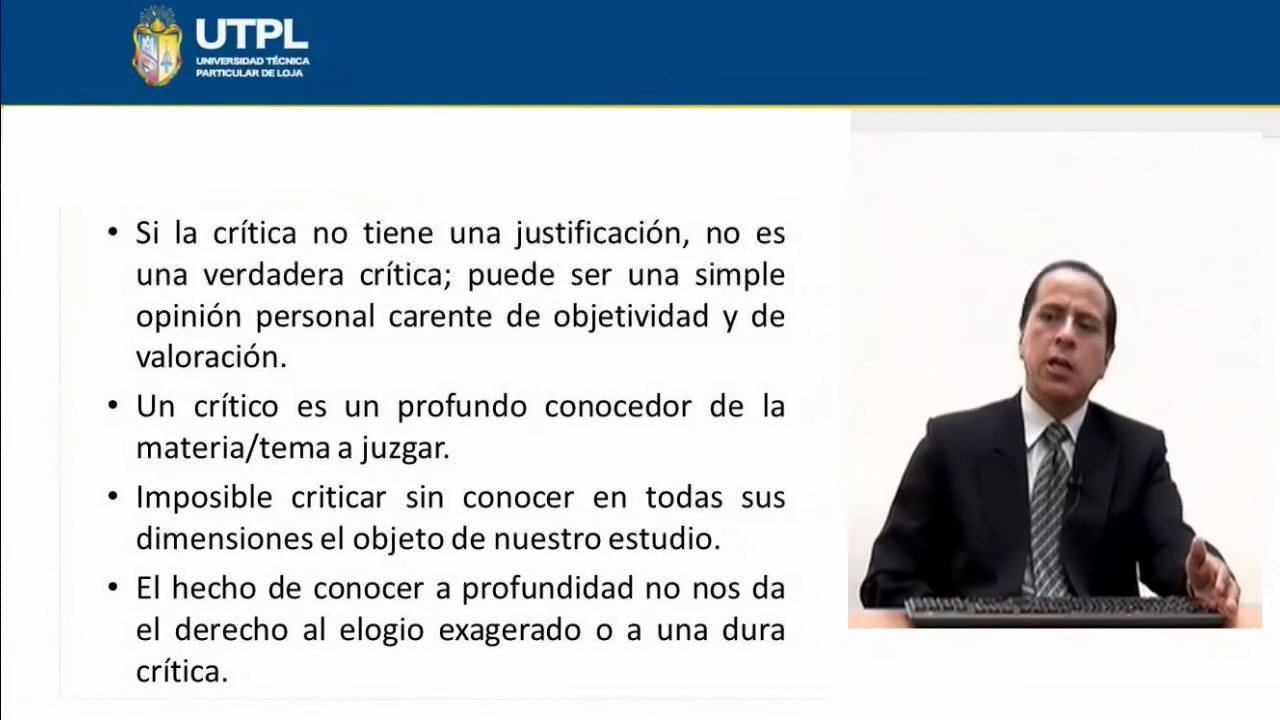 UTPL
UNIVERSIDAD TÉCNICA
PARTICULAR DE LOJA
• Si la crítica no tiene una justificación, no es
una verdadera crítica; puede ser una simple
opinión personal carente de objetividad y de
valoración.
• Un crítico es un profundo conocedor de la
materia/tema a juzgar.
• Imposible criticar sin conocer en todas sus
dimensiones el objeto de nuestro estudio.
• El hecho de conocer a profundidad no nos da
el derecho al elogio exagerado o a una dura
crítica.